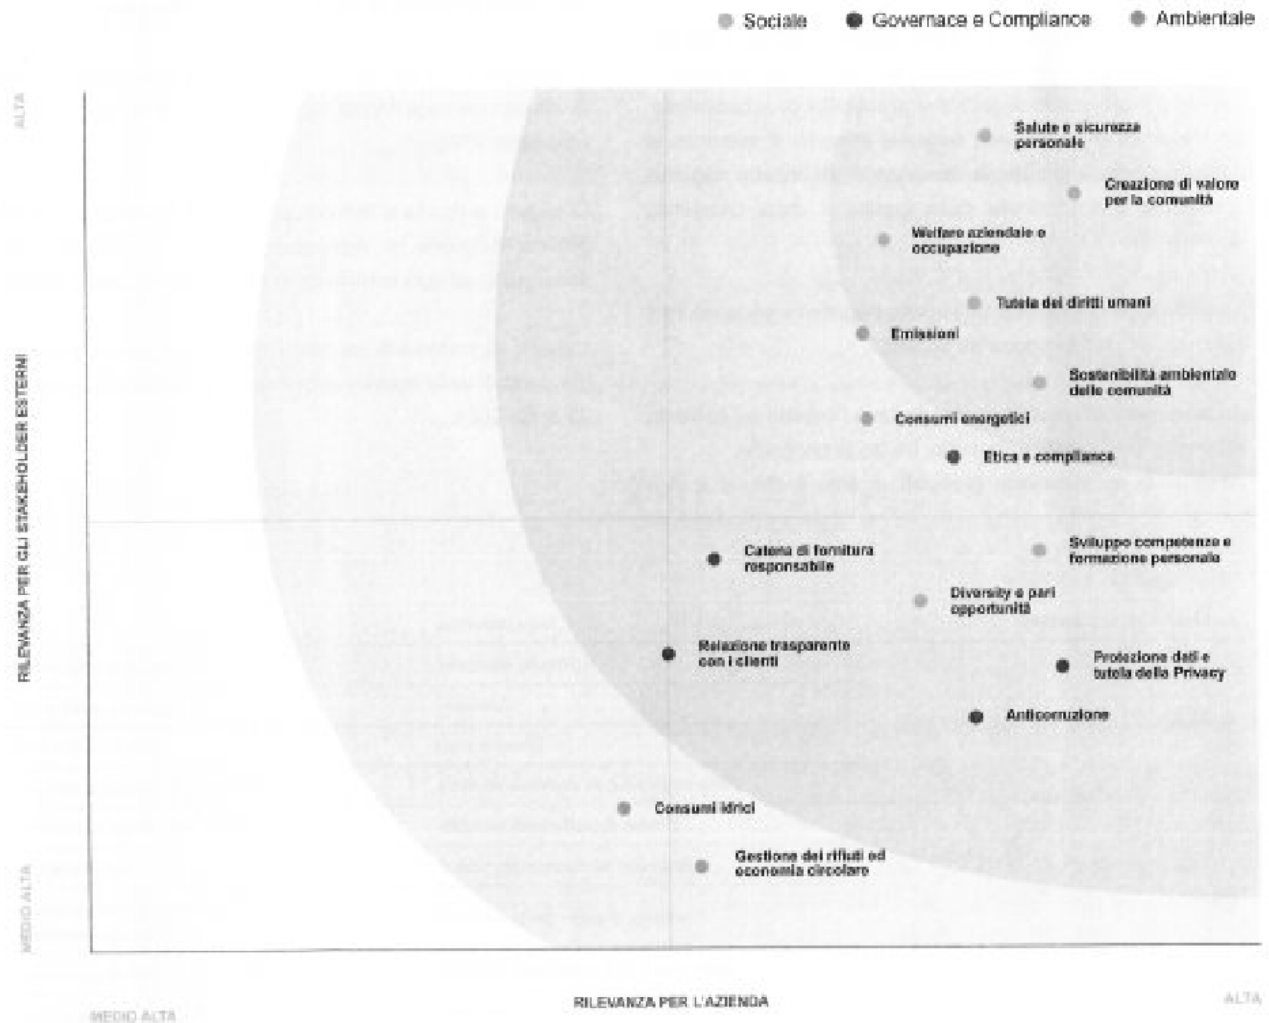 Sociale
Governace e Compliance
Ambientale
ALTA
Salute e sicurezza
personale
Creazione di valore
per la comunità
Welfare aziendale e
occupazione
Tutela dei diritti umani
Emissioni
Sostenibilità ambientale
delle comunità
Consumi energetici
Etica e compliance
RILEVANZA PER GLI STAKEHOLDER ESTERNI
Catena di fornitura
responsabile
Sviluppo competenze e
formazione personale
Diversity e pari
opportunità
Relazione trasparente
con i clienti
Protezione dati e
tutela della Privacy
Anticorruzione
Consumi idrici
Gestione dei rifiuti ed
economia circolare
MEDIO ALTA
RILEVANZA PER L'AZIENDA
ALTA
MEDIO ALTA